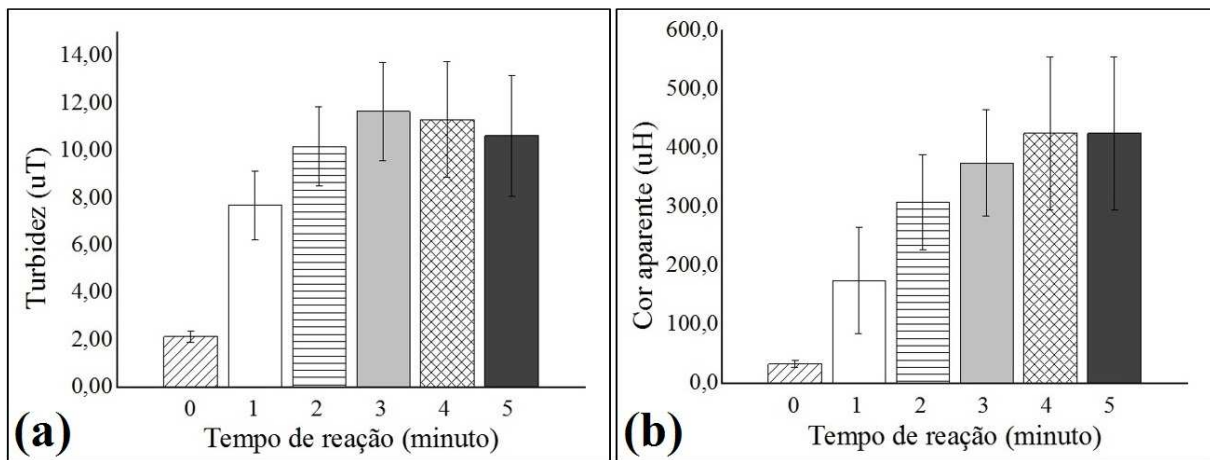 14,00
12,00
10,00
8,00
6,00
4,00
2,00
0,00
Turbidez (uT)
0 1 2 3 4 5
Tempo de reação (minuto)
(a)
600,0
500,0
400,0
300,0
200,0
100,0
0,0
Cor aparente (uH)
0 1 2 3 4 5
Tempo de reação (minuto)
(b)